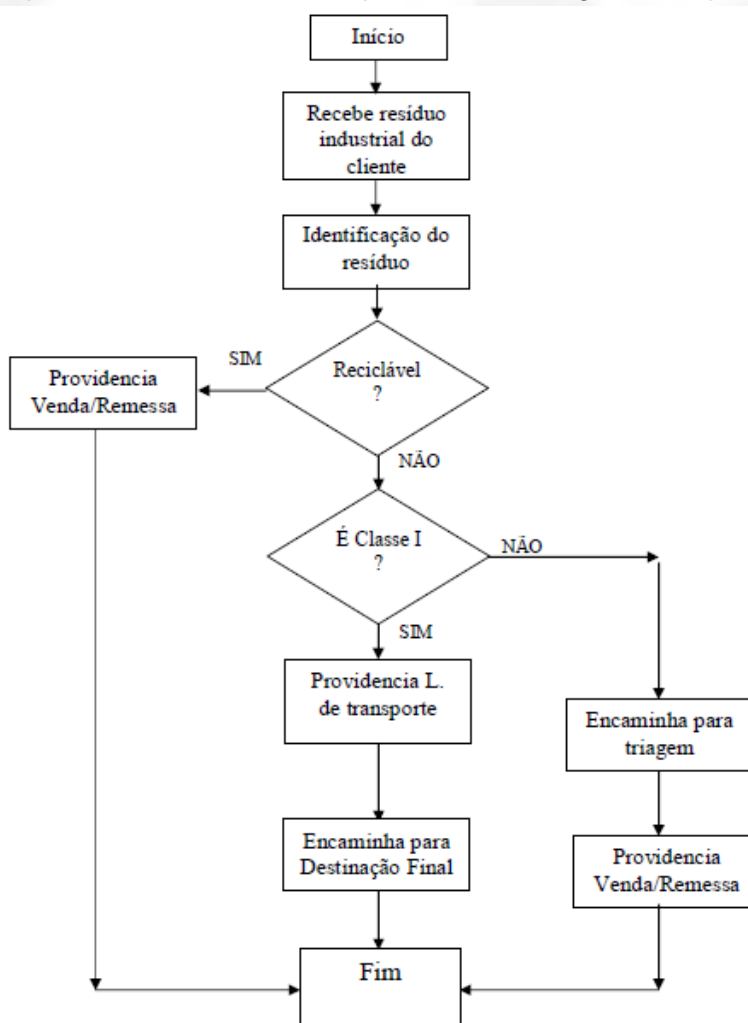 Início
Recebe resíduo
industrial do
cliente
Identificação do
resíduo
Reciclável
?
SIM
Providencia
Venda/Remessa
NÃO
É Classe I
?
NÃO
SIM
Providencia L.
de transporte
Encaminha para
triagem
Encaminha para
Destinação Final
Providencia
Venda/Remessa
Fim